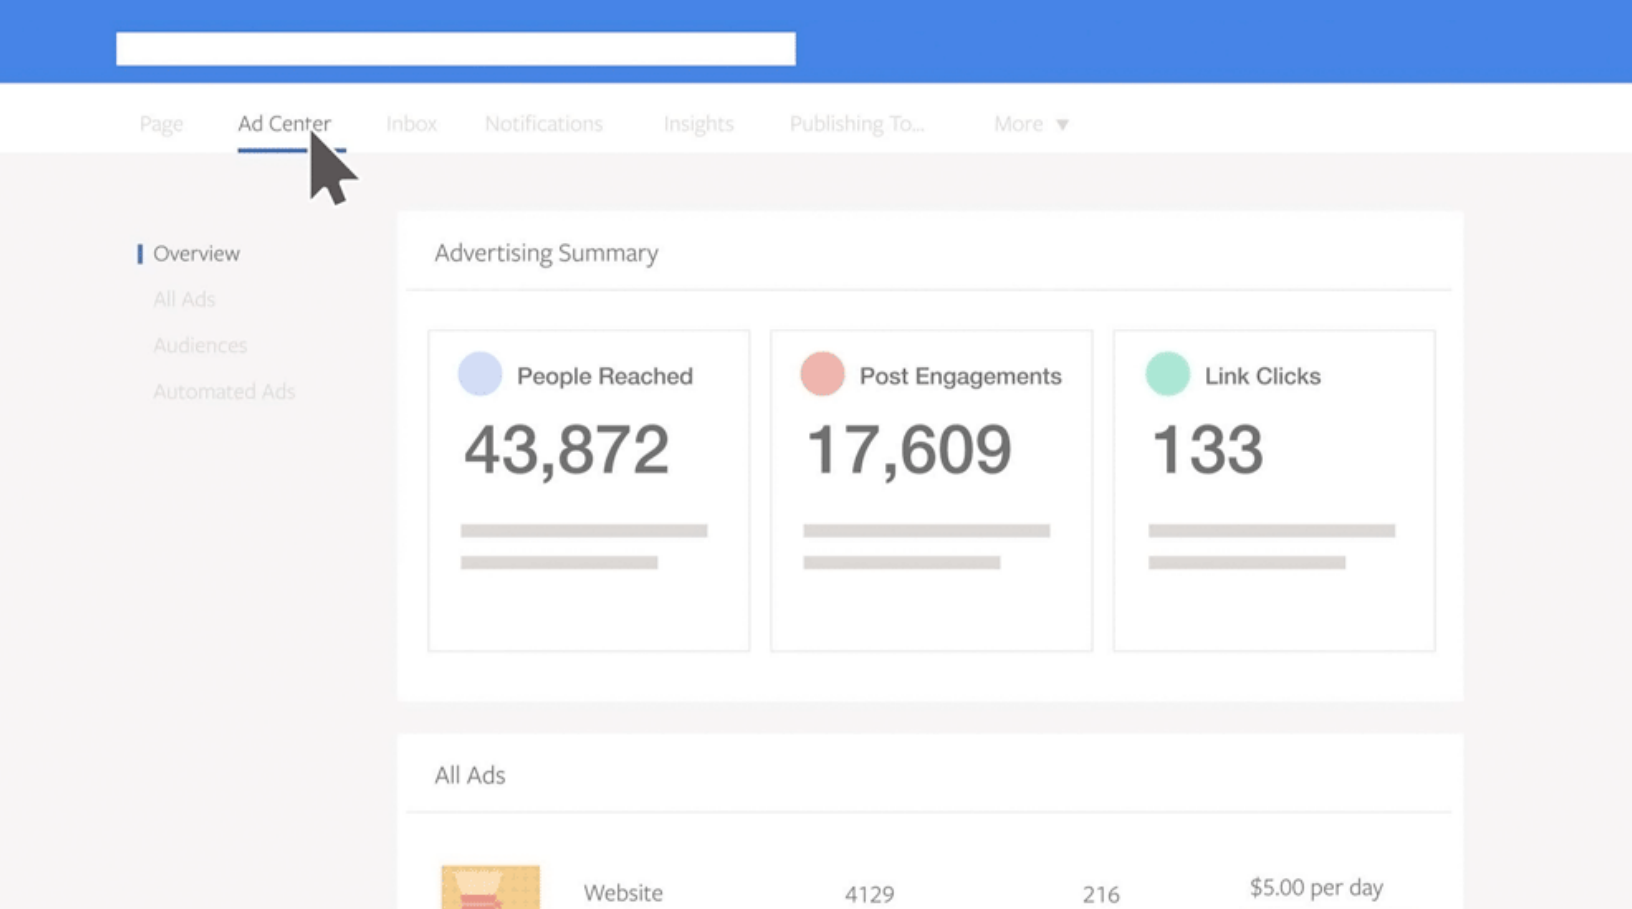 Page Ad Center Inbox Notifications Insights Publishing To... More
Overview
All Ads
Audiences
Automated Ads
Advertising Summary
People Reached
43,872
Post Engagements
17,609
Link Clicks
133
All Ads
Website 4129 216 $5.00 per day